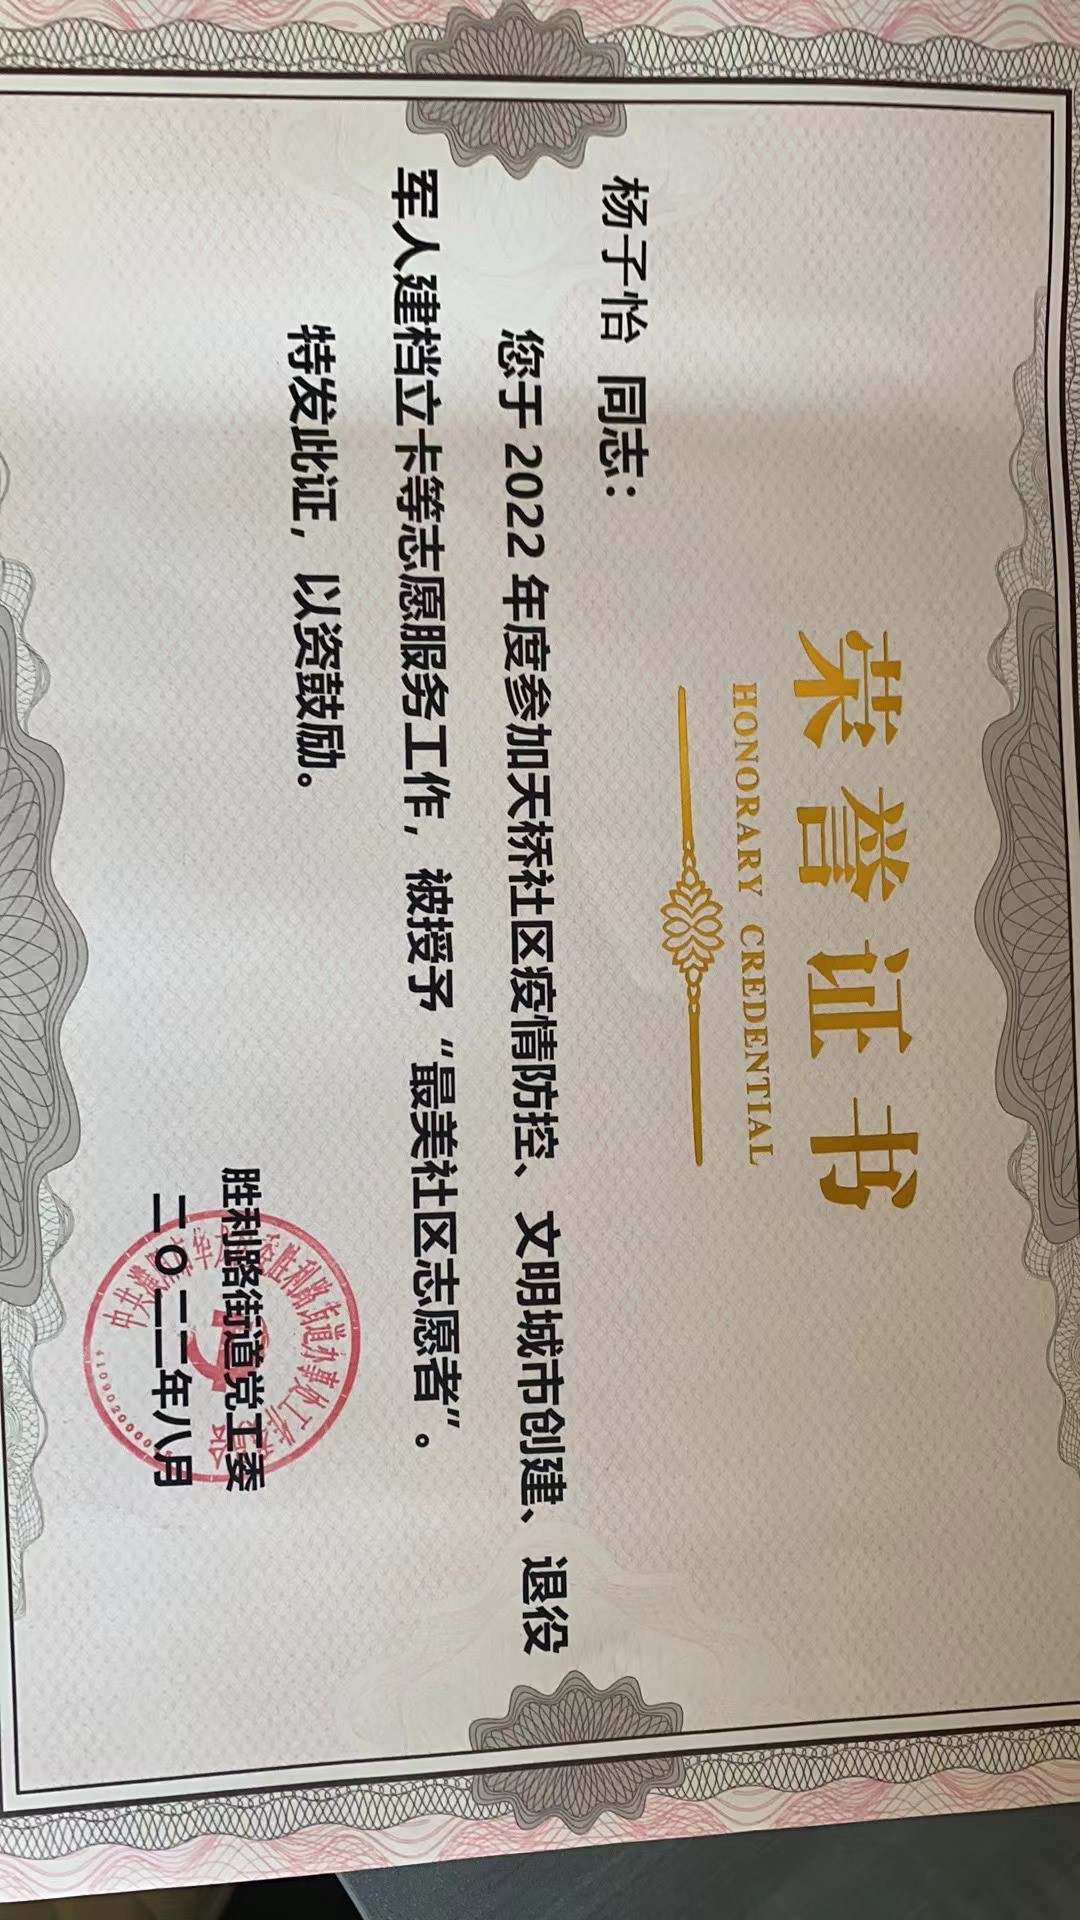 荣誉证书
HONORARY CREDENTIAL
杨子怡 同志：
您于 2022 年度参加天桥社区疫情防控、文明城市创建、退役
军人建档立卡等志愿服务工作，被授予“最美社区志愿者”。
特发此证，以资鼓励。
胜利路街道党工委
二〇二二年八月